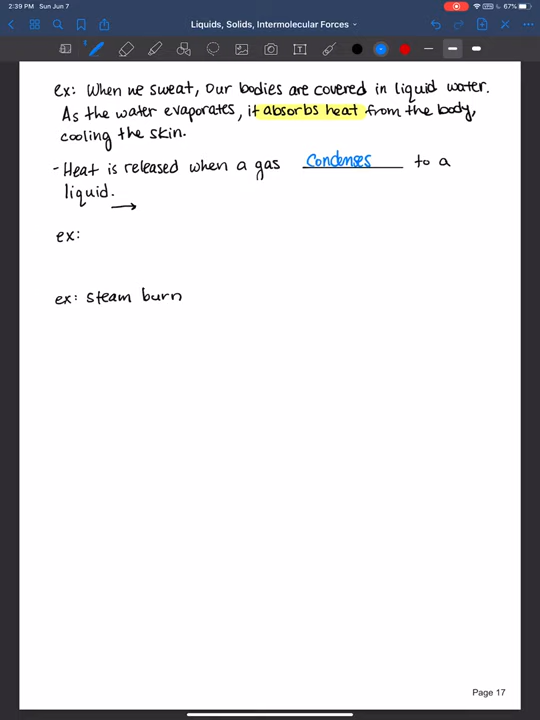 2:39 PM Sun Jun 7
67%
Liquids, Solids, Intermolecular Forces
ex: When we sweat, our bodies are covered in liquid water.
As the water evaporates, it absorbs heat from the body,
cooling the skin.
- Heat is released when a gas condenses to a
liquid. →
ex:
ex: steam burn
Page 17